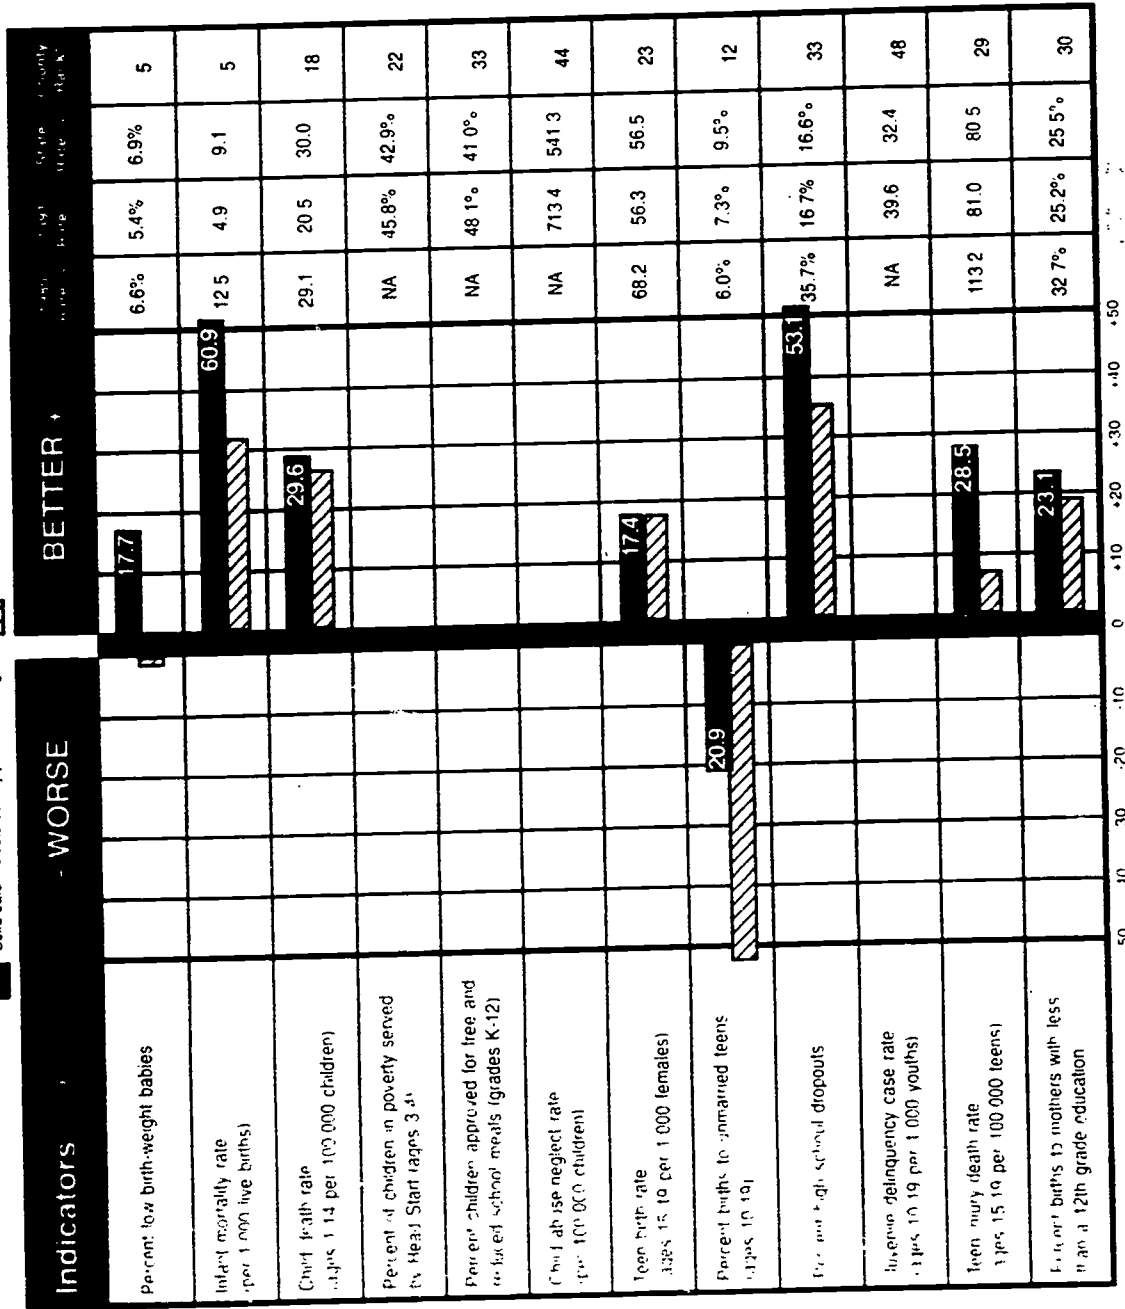 Indicators - WORSE BETTER +
Percent low birth-weight babies 17.7 6.6% 5.4% 6.9% 5
Infant mortality rate 60.9 12 5 4.9 9.1 5
(per 1 000 live births)
Child death rate 29.6 29.1 20 5 30.0 18
ages 1 14 per 100 000 children)
Percent of children in poverty served NA 45.8% 42.9% 22
by Head Start (ages 3 4)
Percent children approved for free and NA 48 1% 41 0% 33
reduced school meals (grades K-12)
Child abuse neglect rate NA 713 4 541 3 44
(per 100 000 children)
Teen birth rate 17.4 68.2 56.3 56.5 23
ages 15 19 per 1 000 females)
Percent births to unmarried teens 20.9 6.0% 7.3% 9.5% 12
ages 10 19)
high school dropouts 53.1 35.7% 16 7% 16.6% 33
Juvenile delinquency case rate NA 39.6 32.4 48
ages 10 19 per 1 000 youths)
Teen injury death rate 28.5 113 2 81.0 80 5 29
ages 15 19 per 100 000 teens)
Percent births to mothers with less 23.1 32 7% 25.2% 25 5% 30
than a 12th grade education
50 40 30 -20 -10 0 +10 +20 +30 +40 +50